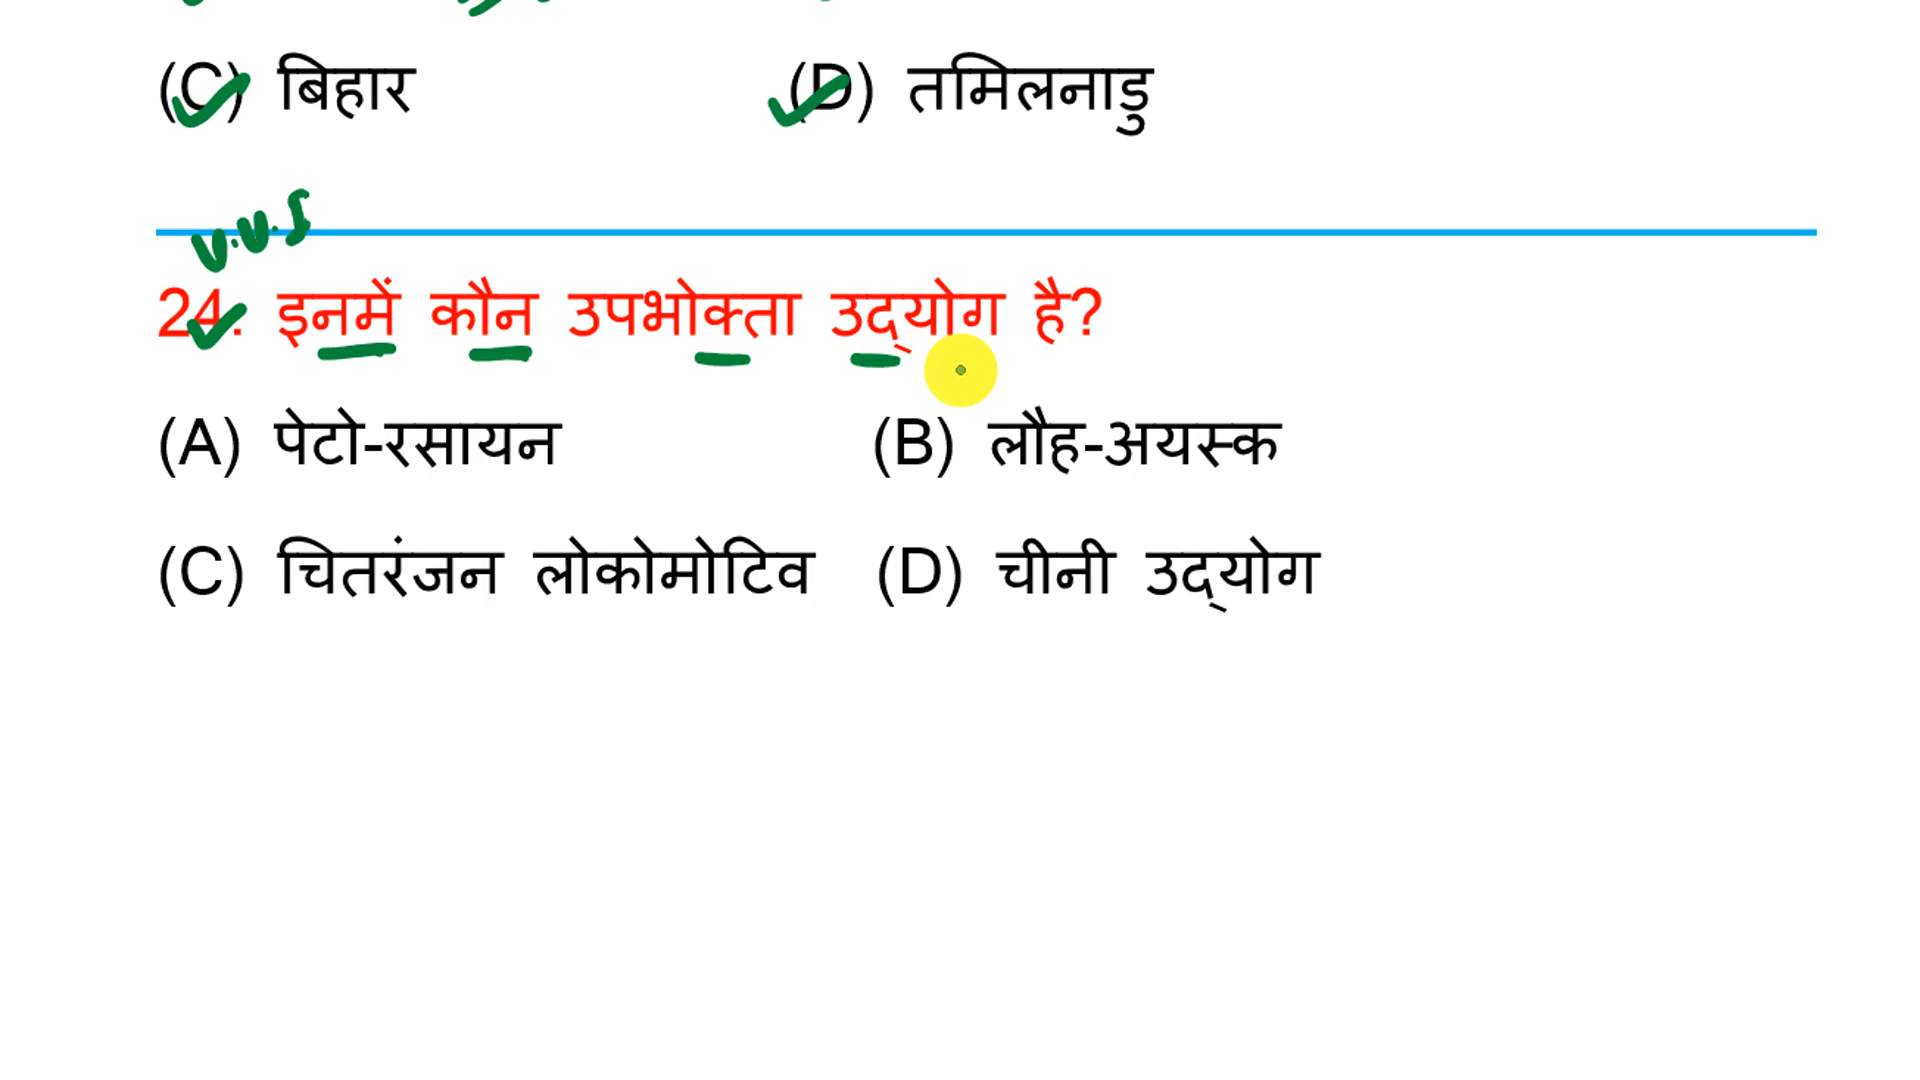 (C) बिहार (D) तमिलनाडु
v.v.I
24. इनमें कौन उपभोक्ता उद्योग है?
(A) पेटो-रसायन (B) लौह-अयस्क
(C) चितरंजन लोकोमोटिव (D) चीनी उद्योग